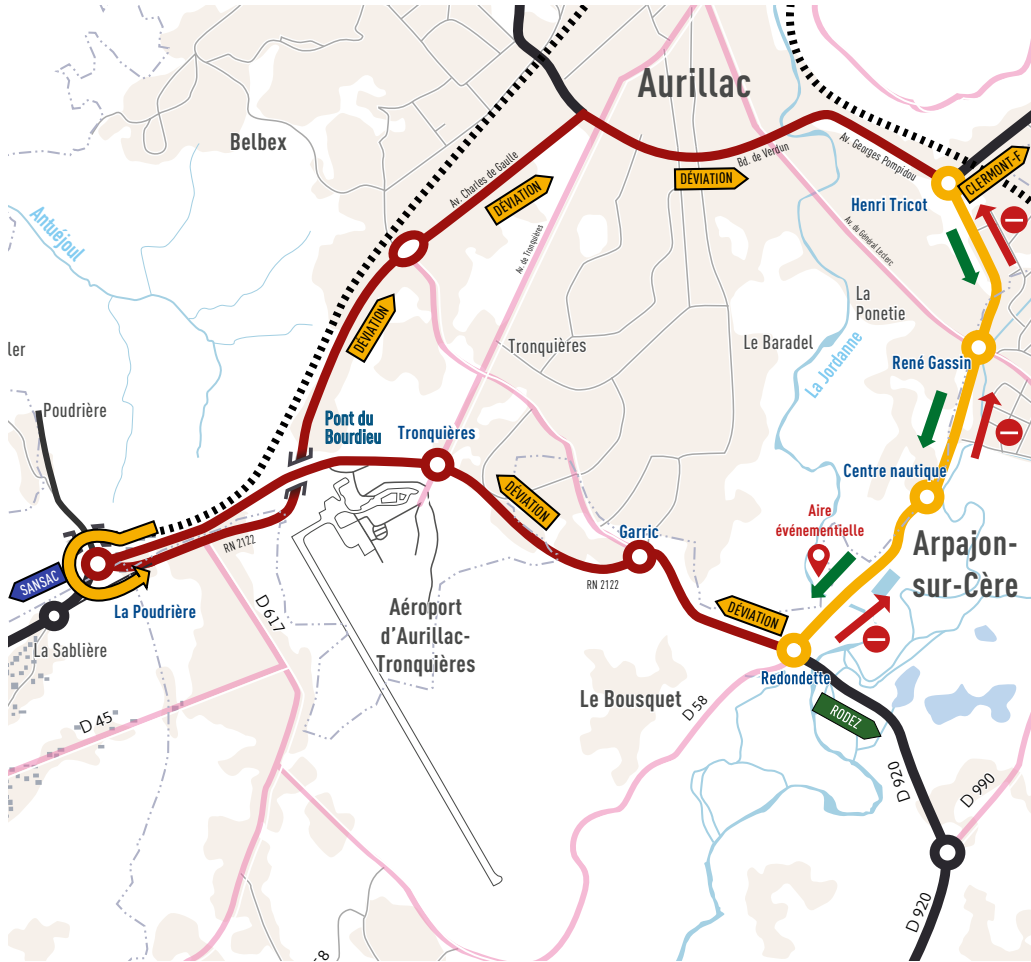 Aurillac
Belbex
Av. Charles de Gaulle
DÉVIATION
DÉVIATION
Bd. de Verdun
Av. Georges Pompidou
CLERMONT-F
Henri Tricot
Antuéjoul
Av. de Tronquières
Av. du Général Leclerc
DÉVIATION
La
Ponetie
ler
Tronquières
Le Baradel
La Jordanne
René Gassin
Poudrière
Pont du
Bourdieu
Tronquières
Centre nautique
DÉVIATION
Aire
événementielle
Garric
Arpajon-
sur-Cère
RN 2122
RN 2122
SANSAC
La Poudrière
D 617
Aéroport
d'Aurillac-
Tronquières
DÉVIATION
La Sablière
Redondette
Le Bousquet
D 58
RODEZ
D 45
D 920
D 990
D 920
58